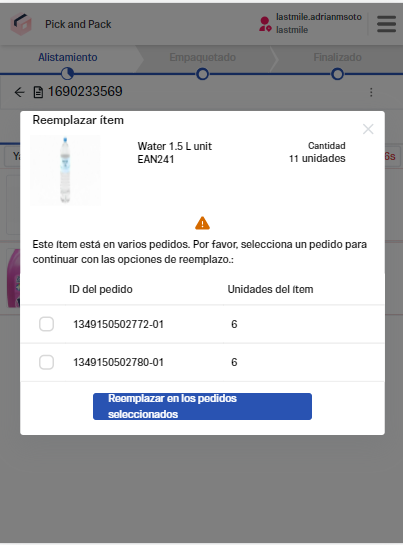 Pick and Pack
lastmile.adrianmsoto
lastmile
Alistamiento
Empaquetado
Finalizado
1690233569
Reemplazar ítem
Water 1.5 L unit
EAN241
Cantidad
11 unidades
6s
Este ítem está en varios pedidos. Por favor, selecciona un pedido para
continuar con las opciones de reemplazo.:
ID del pedido
Unidades del ítem
1349150502772-01
6
1349150502780-01
6
Reemplazar en los pedidos
seleccionados